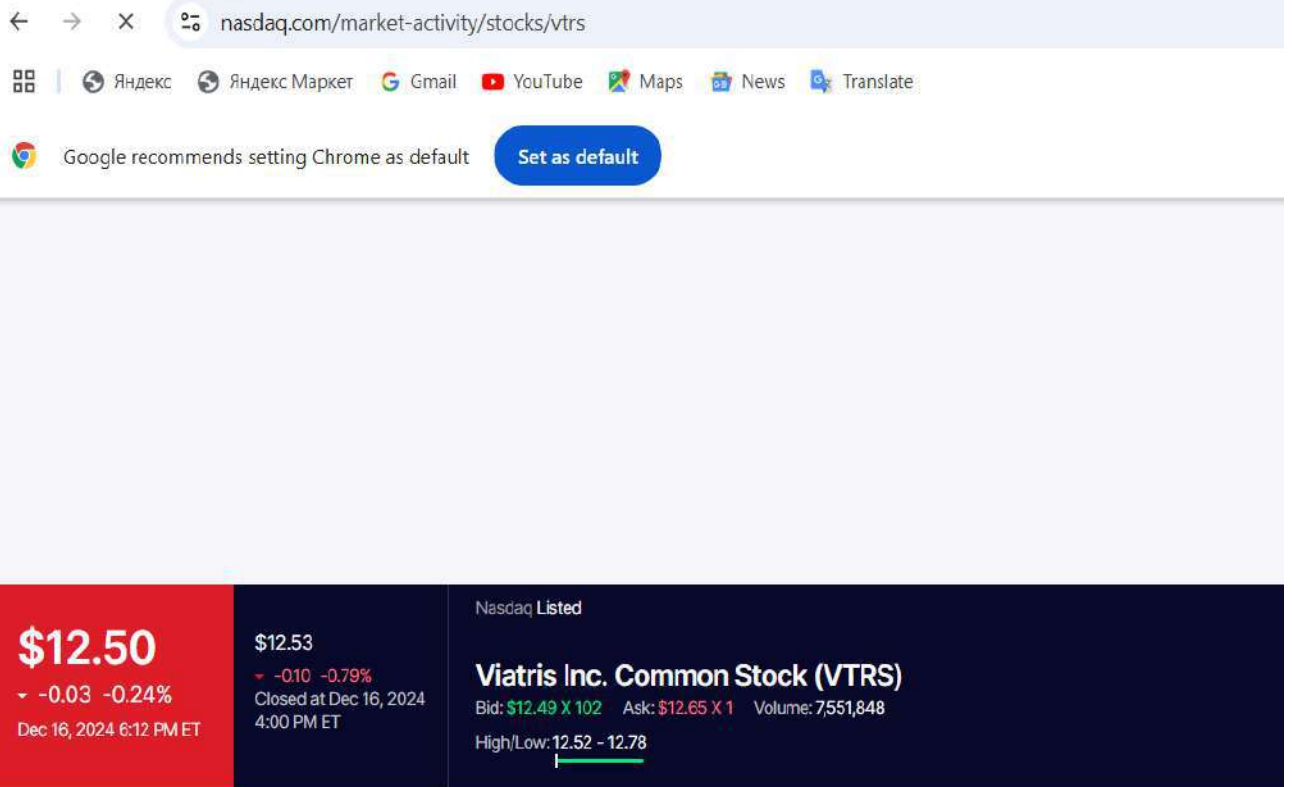 nasdaq.com/market-activity/stocks/vtrs
Яндекс Яндекс Маркет Gmail YouTube Maps News Translate
Google recommends setting Chrome as default Set as default
$12.50
-0.03 -0.24%
Dec 16, 2024 6:12 PM ET
$12.53
-0.10 -0.79%
Closed at Dec 16, 2024
4:00 PM ET
Nasdaq Listed
Viatris Inc. Common Stock (VTRS)
Bid: $12.49 X 102 Ask: $12.65 X 1 Volume: 7,551,848
High/Low: 12.52 - 12.78